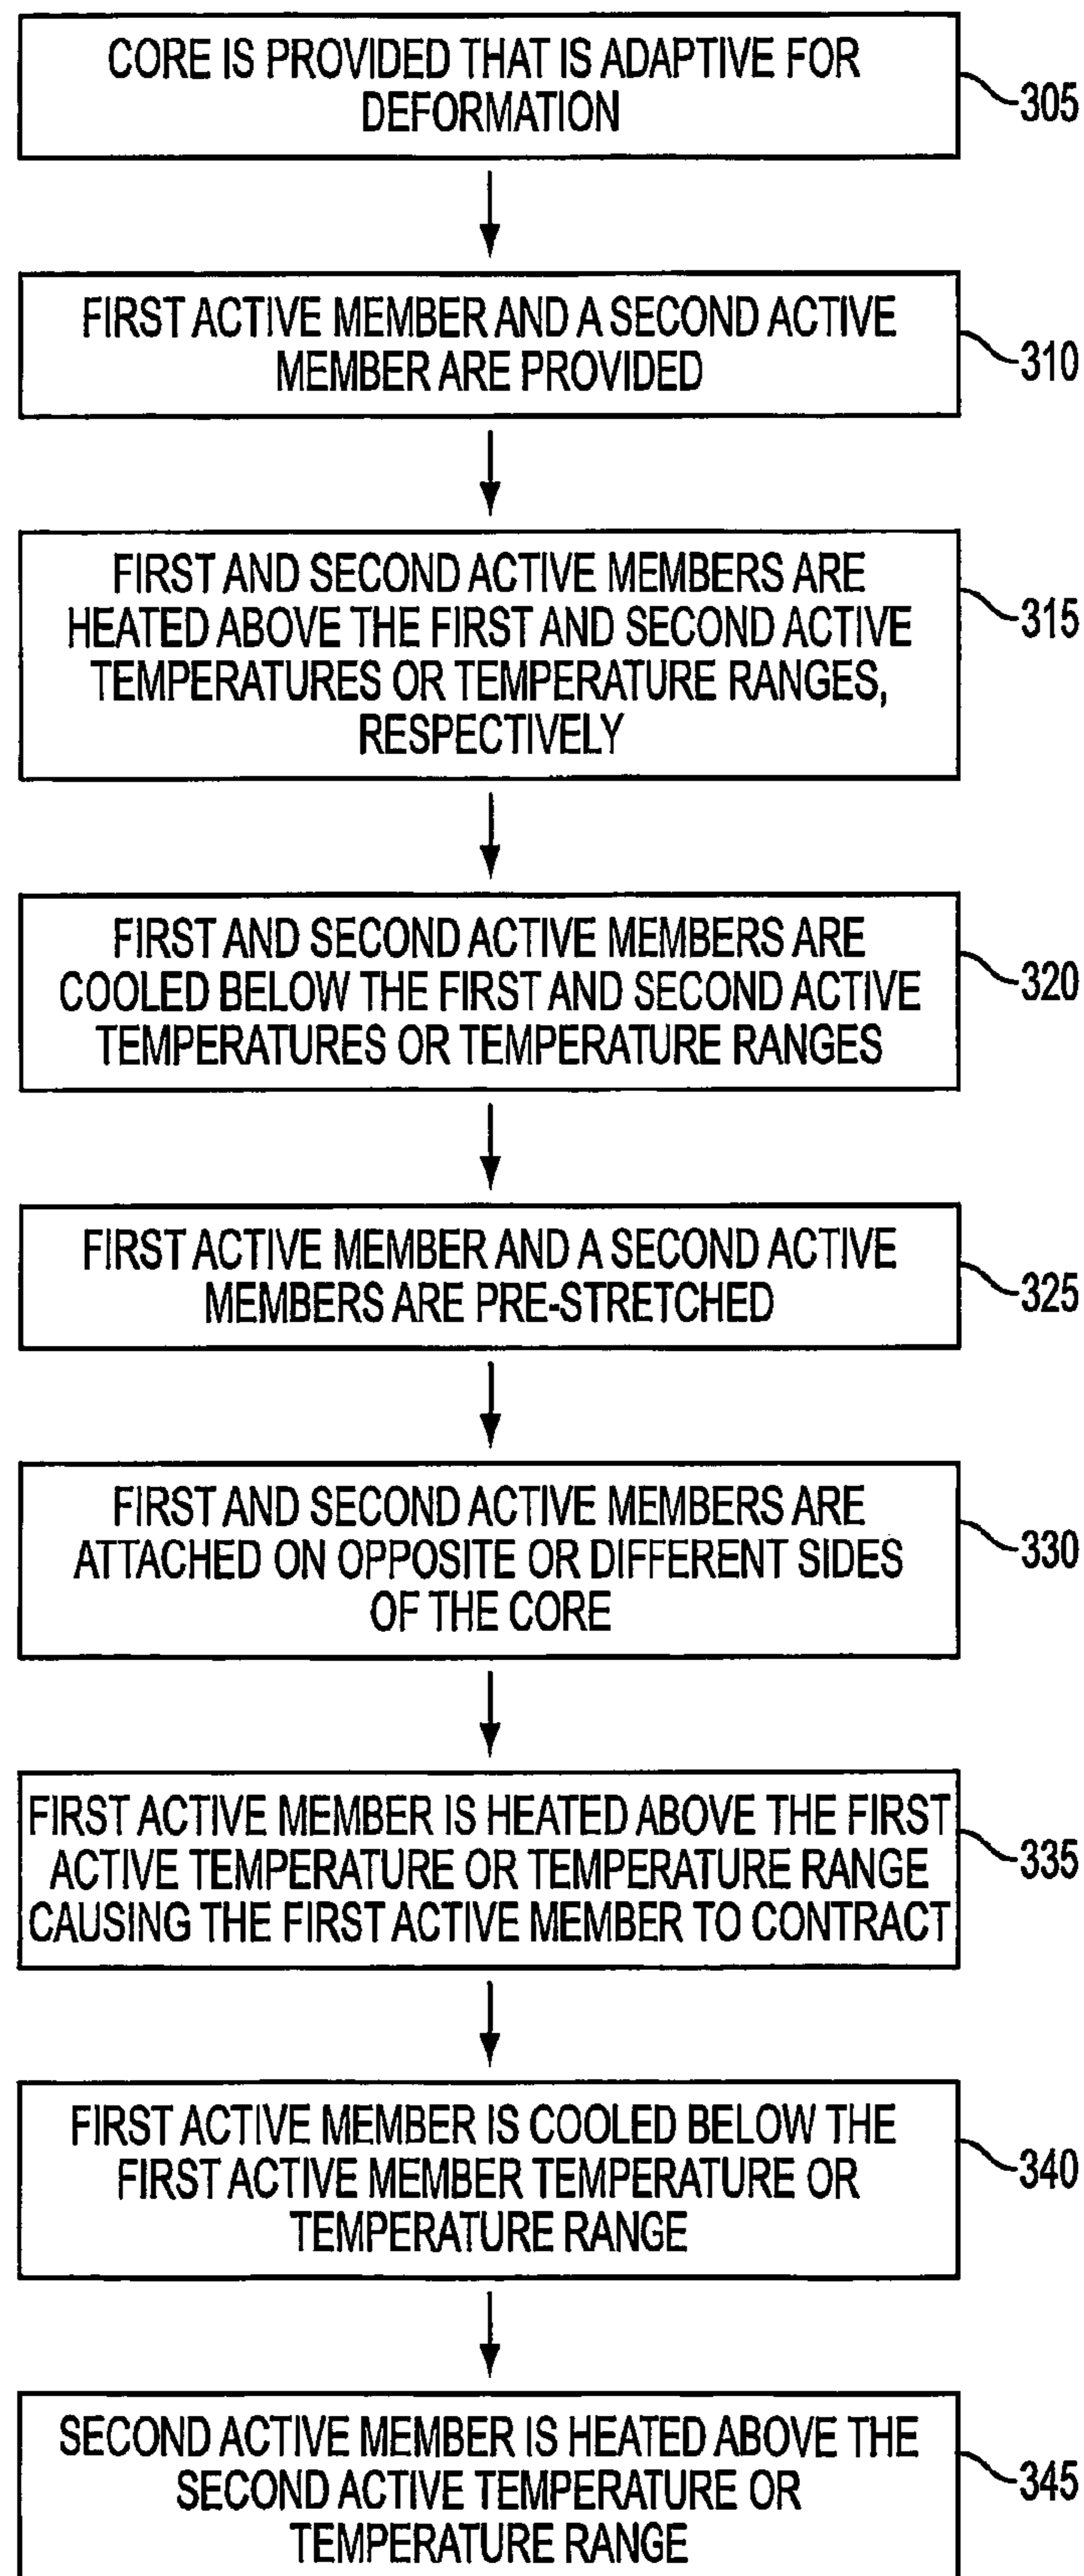 CORE IS PROVIDED THAT IS ADAPTIVE FOR
DEFORMATION
305
FIRST ACTIVE MEMBER AND A SECOND ACTIVE
MEMBER ARE PROVIDED
310
FIRST AND SECOND ACTIVE MEMBERS ARE
HEATED ABOVE THE FIRST AND SECOND ACTIVE
TEMPERATURES OR TEMPERATURE RANGES,
RESPECTIVELY
315
FIRST AND SECOND ACTIVE MEMBERS ARE
COOLED BELOW THE FIRST AND SECOND ACTIVE
TEMPERATURES OR TEMPERATURE RANGES
320
FIRST ACTIVE MEMBER AND A SECOND ACTIVE
MEMBERS ARE PRE-STRETCHED
325
FIRST AND SECOND ACTIVE MEMBERS ARE
ATTACHED ON OPPOSITE OR DIFFERENT SIDES
OF THE CORE
330
FIRST ACTIVE MEMBER IS HEATED ABOVE THE FIRST
ACTIVE TEMPERATURE OR TEMPERATURE RANGE
CAUSING THE FIRST ACTIVE MEMBER TO CONTRACT
335
FIRST ACTIVE MEMBER IS COOLED BELOW THE
FIRST ACTIVE MEMBER TEMPERATURE OR
TEMPERATURE RANGE
340
SECOND ACTIVE MEMBER IS HEATED ABOVE THE
SECOND ACTIVE TEMPERATURE OR
TEMPERATURE RANGE
345